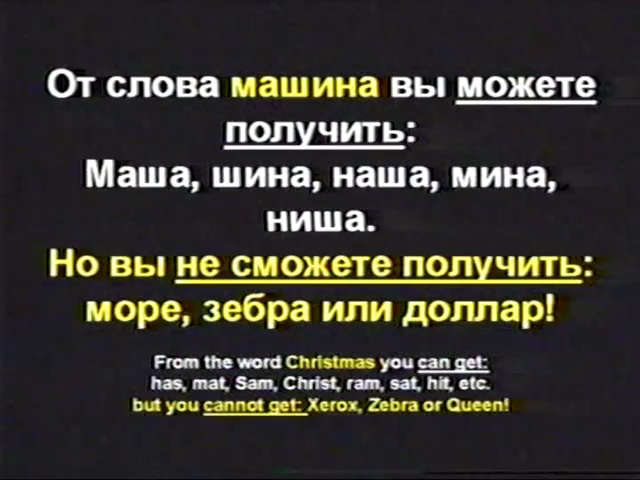 От слова машина вы можете
получить:
Маша, шина, наша, мина,
ниша.
Но вы не сможете получить:
море, зебра или доллар!
From the word Christmas you can get:
has, mat, Sam, Christ, ram, sat, hit, etc.
but you cannot get: Xerox, Zebra or Queen!